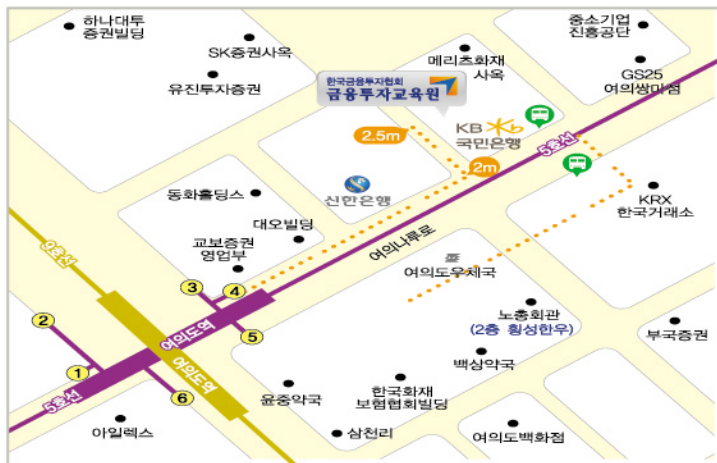 하나대투
증권빌딩
SK증권사옥
유진투자증권
한국금융투자협회
금융투자교육원
메리츠화재
사옥
중소기업
진흥공단
GS25
여의쌍마점
2.5m
KB
국민은행
5호선
2m
신한은행
동화홀딩스
대오빌딩
교보증권
영업부
KRX
한국거래소
9호선
여의나루로
여의도우체국
3
4
노총회관
(2층 횡성한우)
2
여의도역
5
부국증권
백상약국
1
여의도역
6
윤중약국
한국화재
보험협회빌딩
5호선
아일렉스
삼천리
여의도백화점